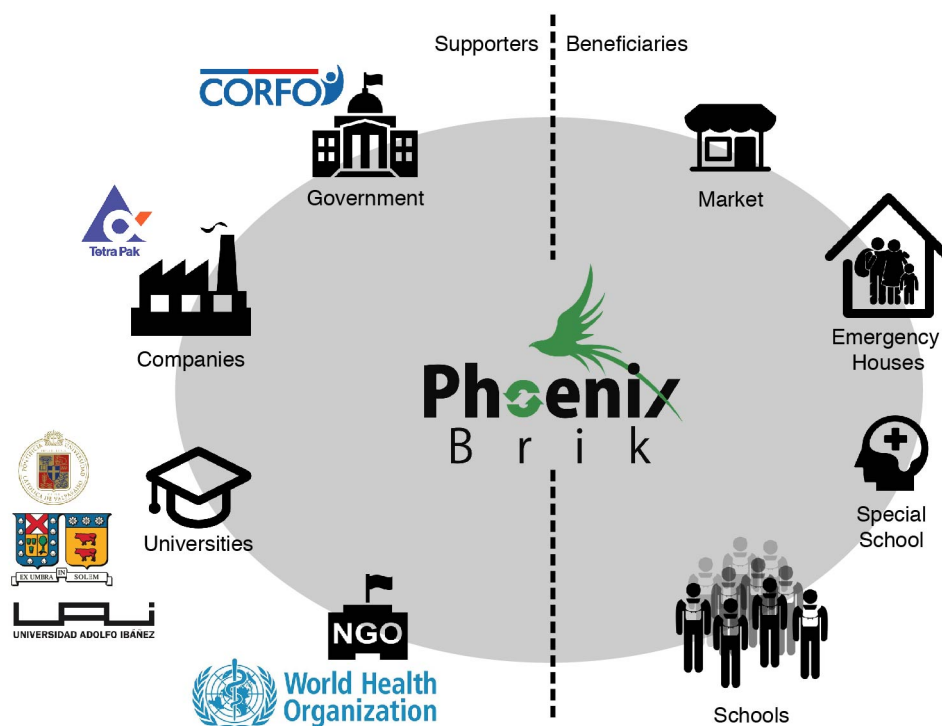 Supporters
Beneficiaries
CORFO
Government
Market
Tetra Pak
Companies
Emergency
Houses
Phoenix
Brik
Universities
EX UMBRA IN SOLEM
UNIVERSIDAD ADOLFO IBÁÑEZ
Special
School
NGO
World Health
Organization
Schools